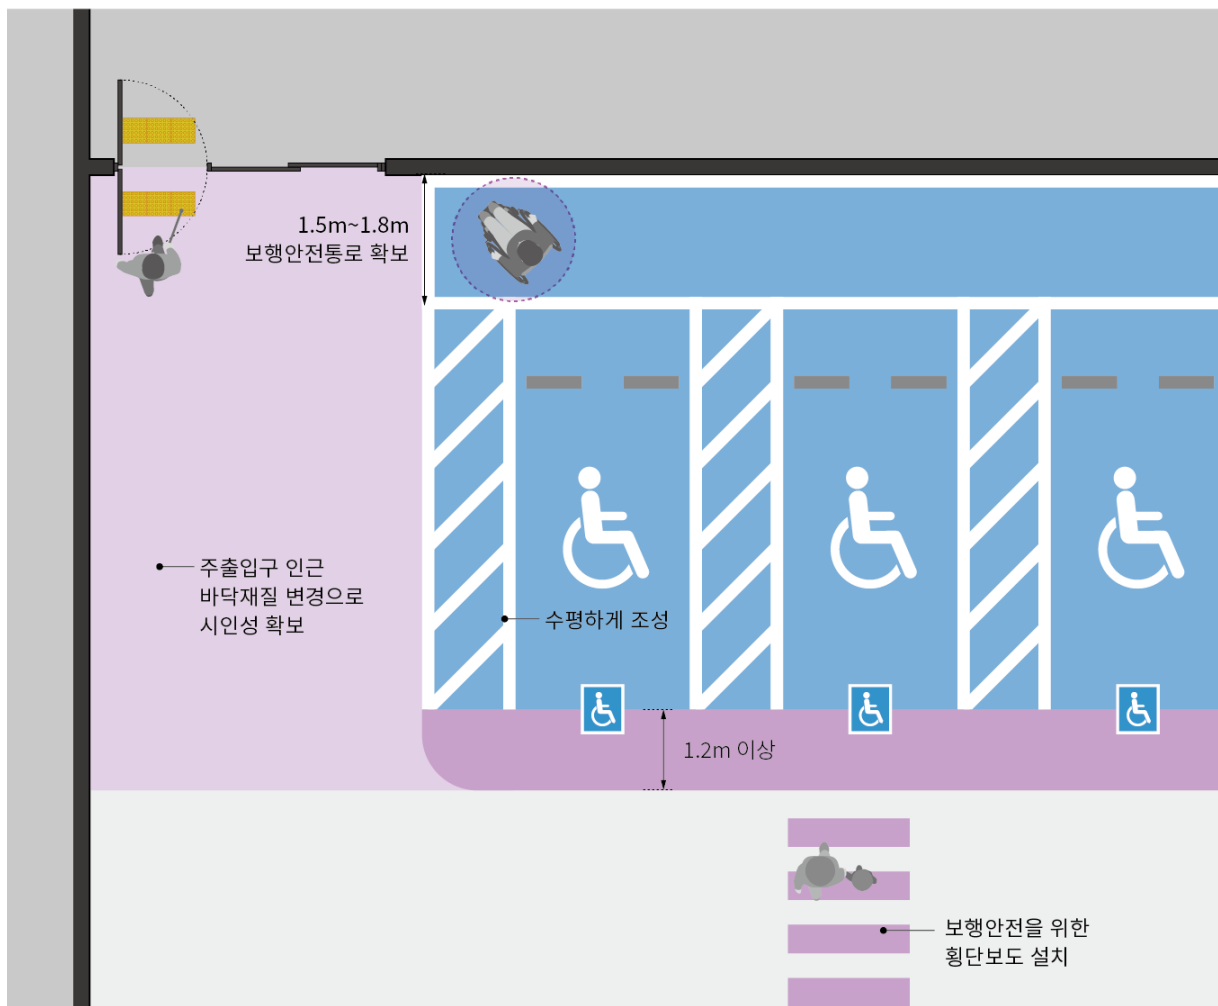 1.5m~1.8m
보행안전통로 확보
주출입구 인근
바닥재질 변경으로
시인성 확보
수평하게 조성
1.2m 이상
보행안전을 위한
횡단보도 설치